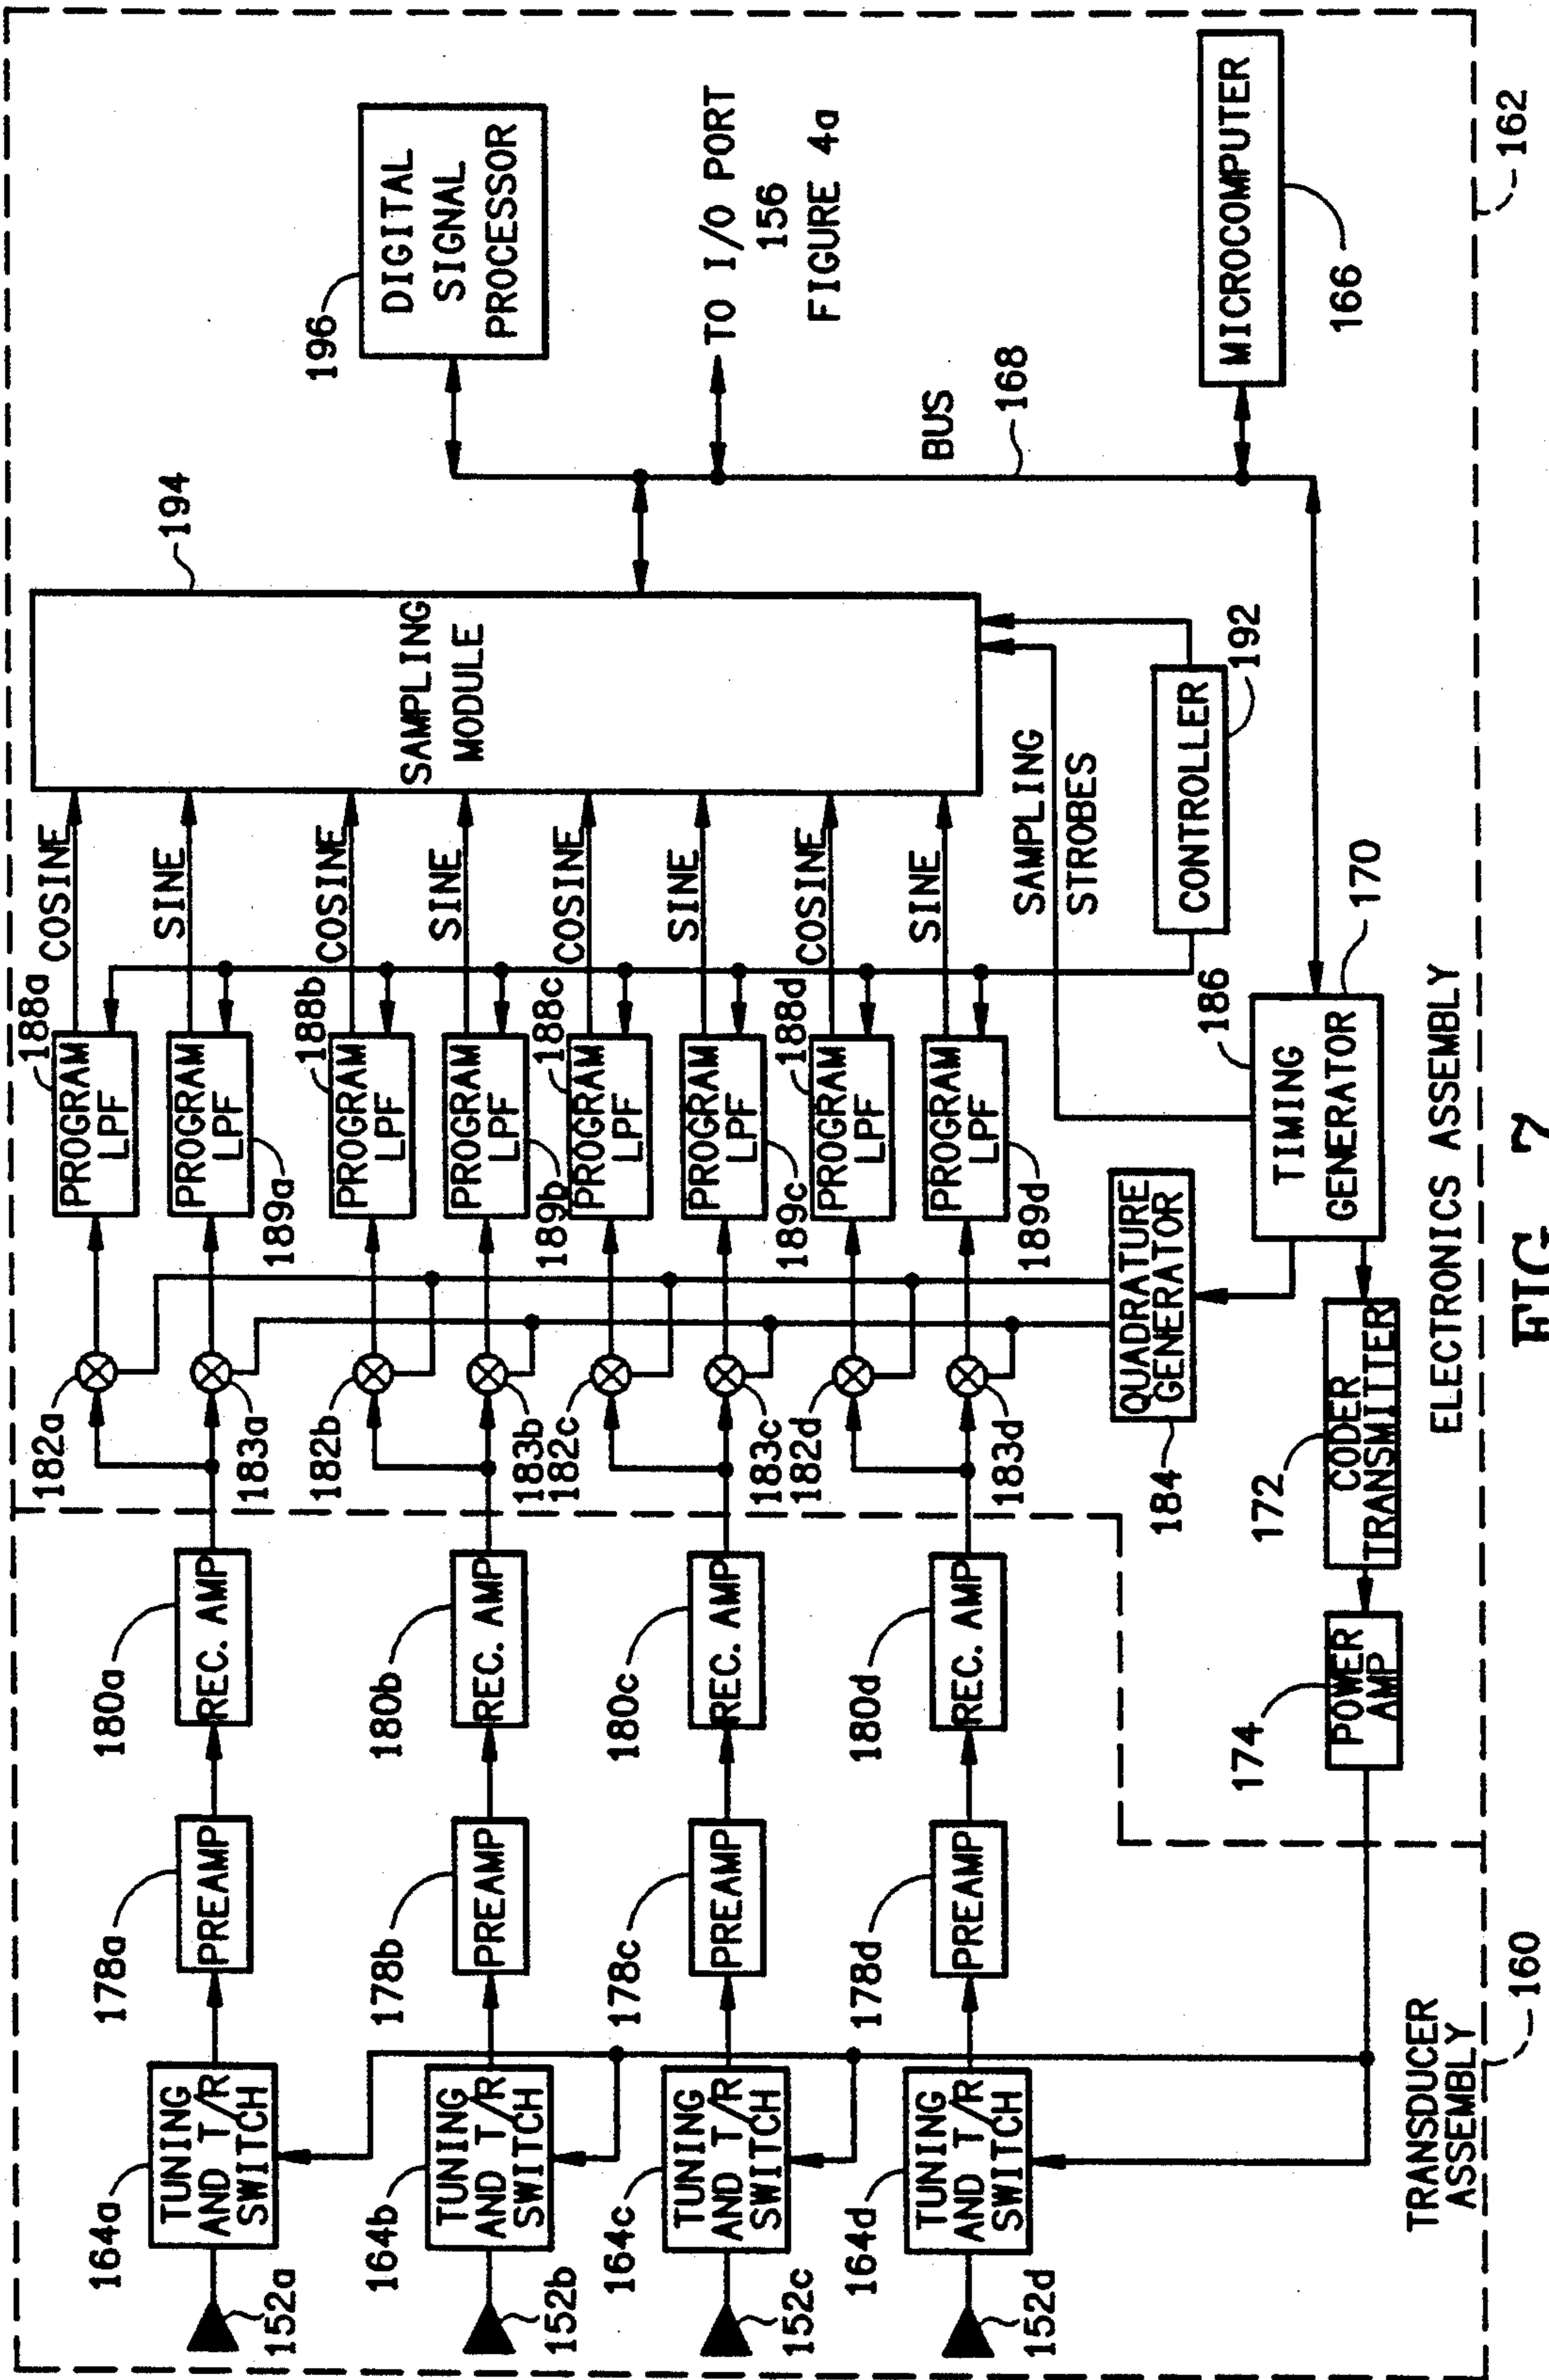 152a
164a
TUNING
AND T/R
SWITCH
178a
PREAMP
180a
REC. AMP
182a
183a
188a
PROGRAM
LPF
COSINE
PROGRAM
LPF
189a
SINE
152b
164b
TUNING
AND T/R
SWITCH
178b
PREAMP
180b
REC. AMP
182b
183b
188b
PROGRAM
LPF
COSINE
PROGRAM
LPF
189b
SINE
152c
164c
TUNING
AND T/R
SWITCH
178c
PREAMP
180c
REC. AMP
182c
183c
188c
PROGRAM
LPF
COSINE
PROGRAM
LPF
189c
SINE
152d
164d
TUNING
AND T/R
SWITCH
178d
PREAMP
180d
REC. AMP
182d
183d
188d
PROGRAM
LPF
COSINE
PROGRAM
LPF
189d
SINE
194
SAMPLING
MODULE
196
DIGITAL
SIGNAL
PROCESSOR
TO I/O PORT
156
FIGURE 4a
BUS
168
MICROCOMPUTER
166
SAMPLING
STROBES
CONTROLLER
192
QUADRATURE
GENERATOR
184
186
TIMING
GENERATOR
170
172
CODER
TRANSMITTER
174
POWER
AMP
TRANSDUCER
ASSEMBLY
160
ELECTRONICS ASSEMBLY
162
FIG. 7